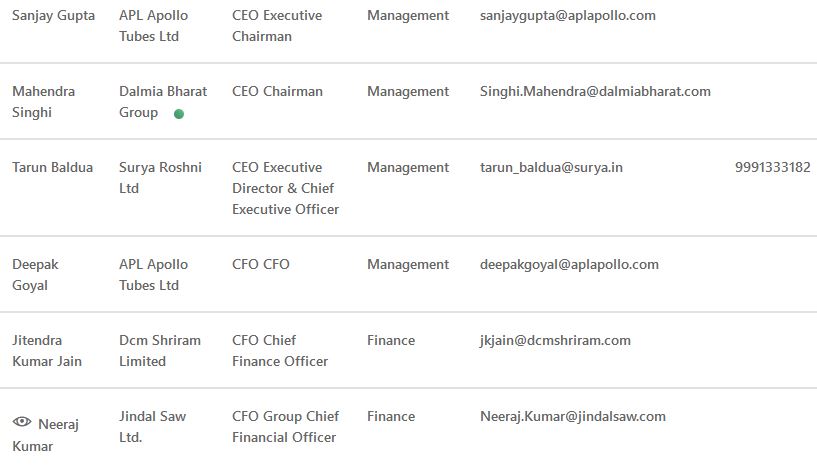 Sanjay Gupta APL Apollo CEO Executive Management sanjaygupta@aplapollo.com
Tubes Ltd Chairman
Mahendra Dalmia Bharat CEO Chairman Management Singhi.Mahendra@dalmiabharat.com
Singhi Group
Tarun Baldua Surya Roshni CEO Executive Management tarun_baldua@surya.in 9991333182
Ltd Director & Chief
Executive Officer
Deepak APL Apollo CFO CFO Management deepakgoyal@aplapollo.com
Goyal Tubes Ltd
Jitendra Dcm Shriram CFO Chief Finance jkjain@dcmshriram.com
Kumar Jain Limited Finance Officer
Neeraj Jindal Saw CFO Group Chief Finance Neeraj.Kumar@jindalsaw.com
Kumar Ltd. Financial Officer